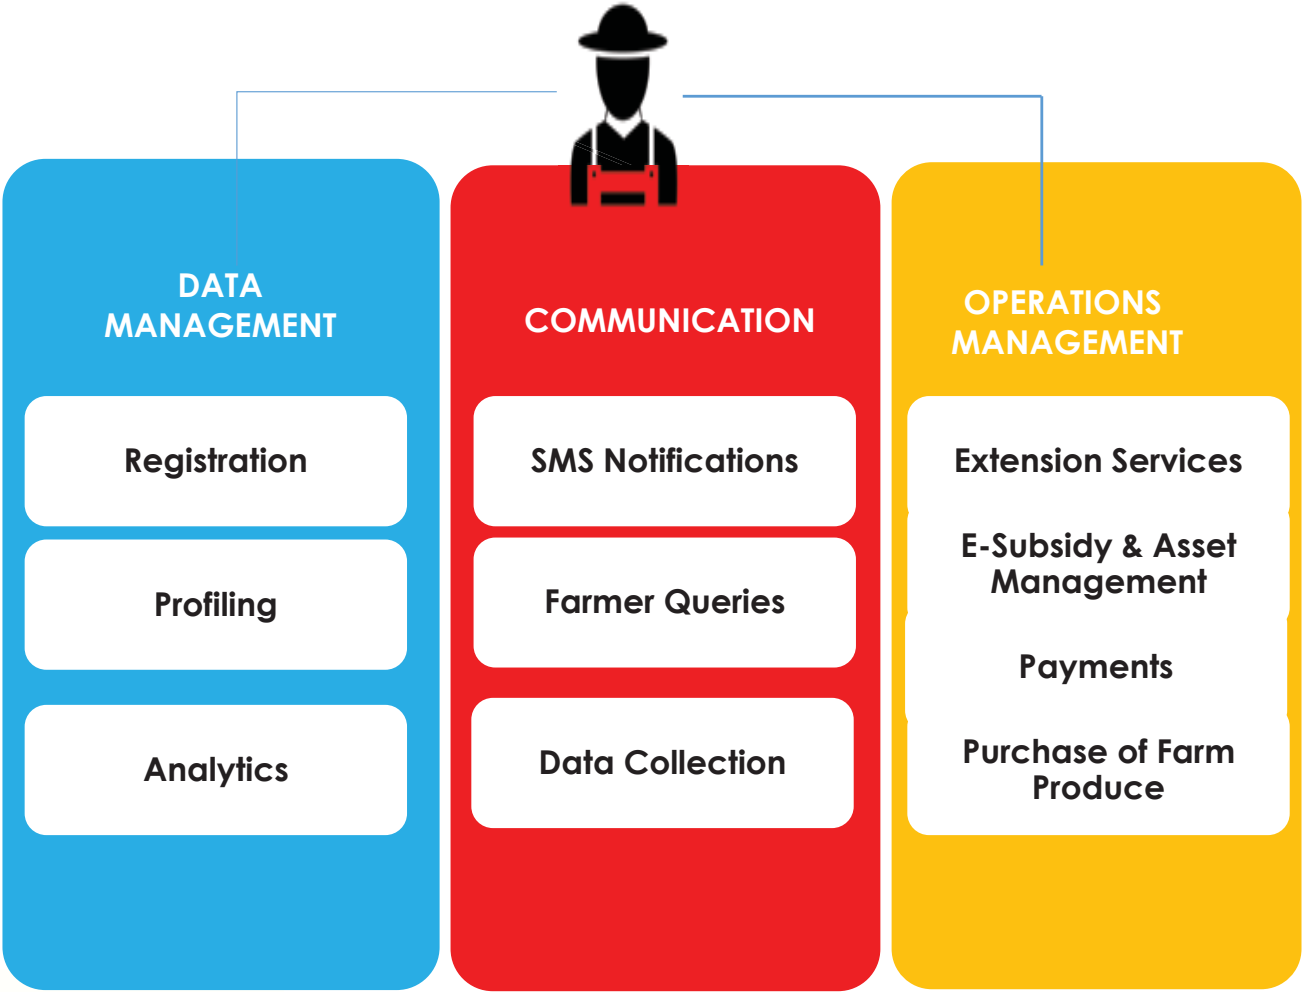 DATA
MANAGEMENT
Registration
Profiling
Analytics
COMMUNICATION
SMS Notifications
Farmer Queries
Data Collection
OPERATIONS
MANAGEMENT
Extension Services
E-Subsidy & Asset
Management
Payments
Purchase of Farm
Produce